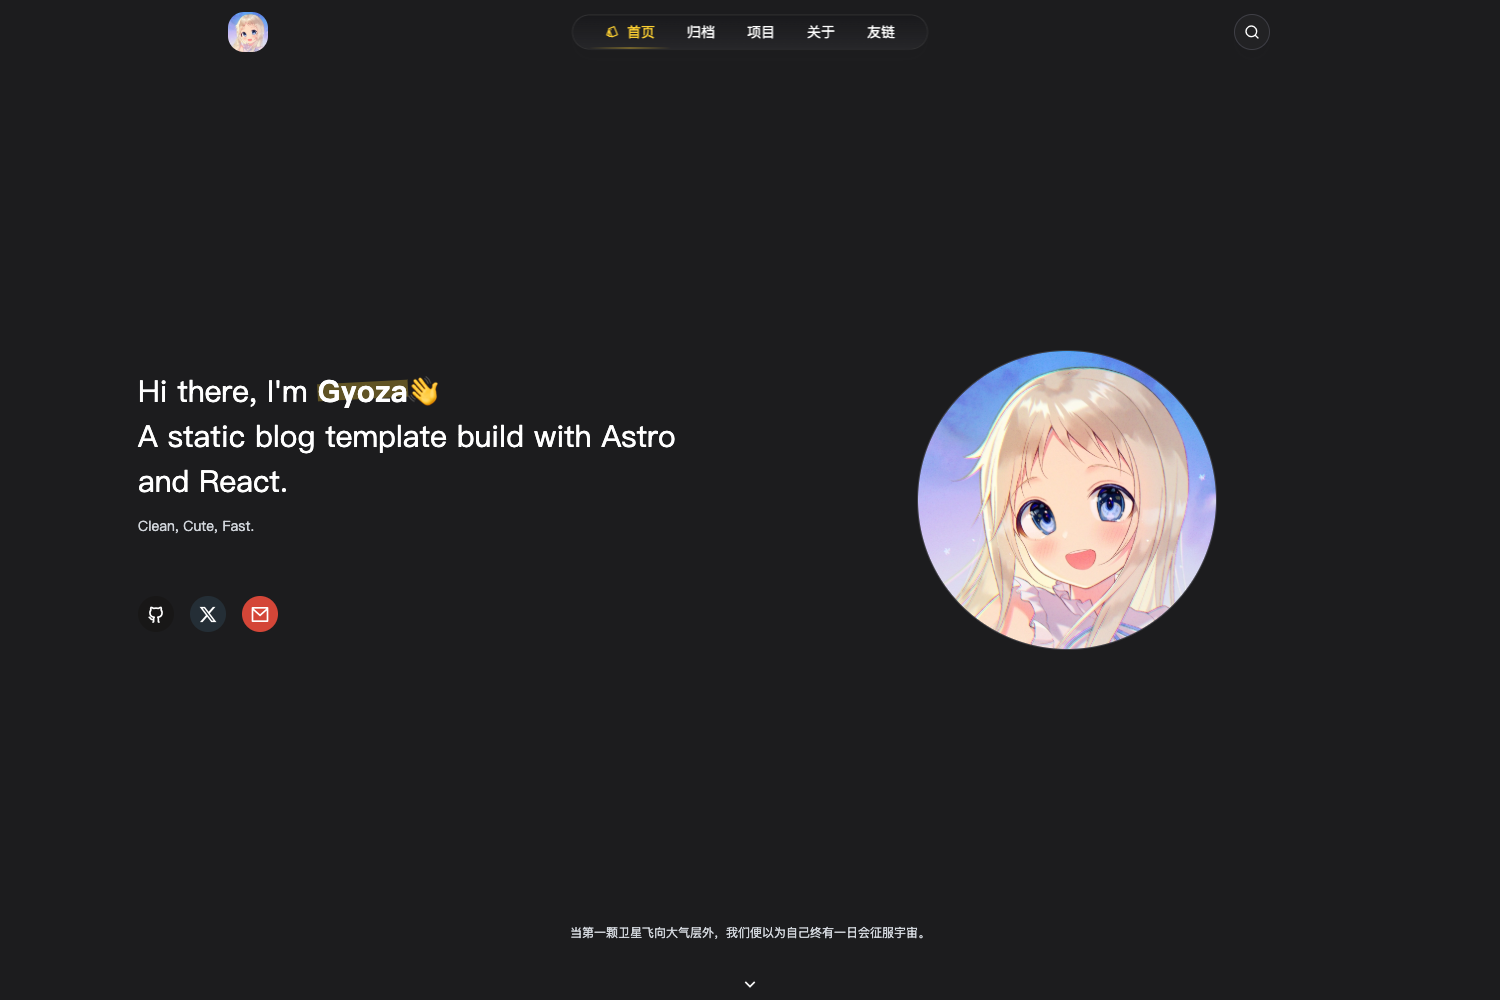 首页 归档 项目 关于 友链
Hi there, I'm Gyoza👋
A static blog template build with Astro
and React.
Clean, Cute, Fast.
当第一颗卫星飞向大气层外，我们便以为自己终有一日会征服宇宙。